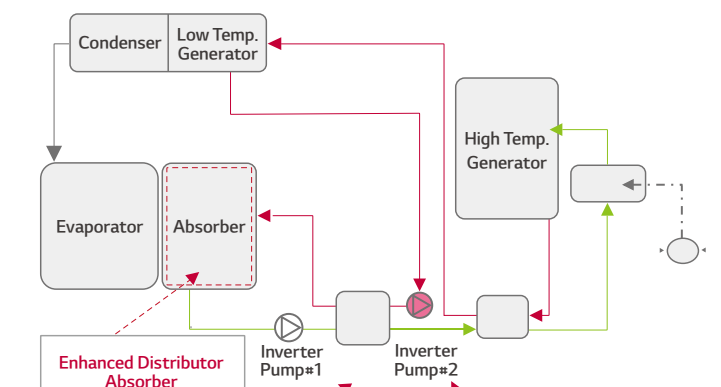 Condenser
Low Temp.
Generator
High Temp.
Generator
Evaporator
Absorber
Inverter
Pump#1
Inverter
Pump#2
Enhanced Distributor
Absorber